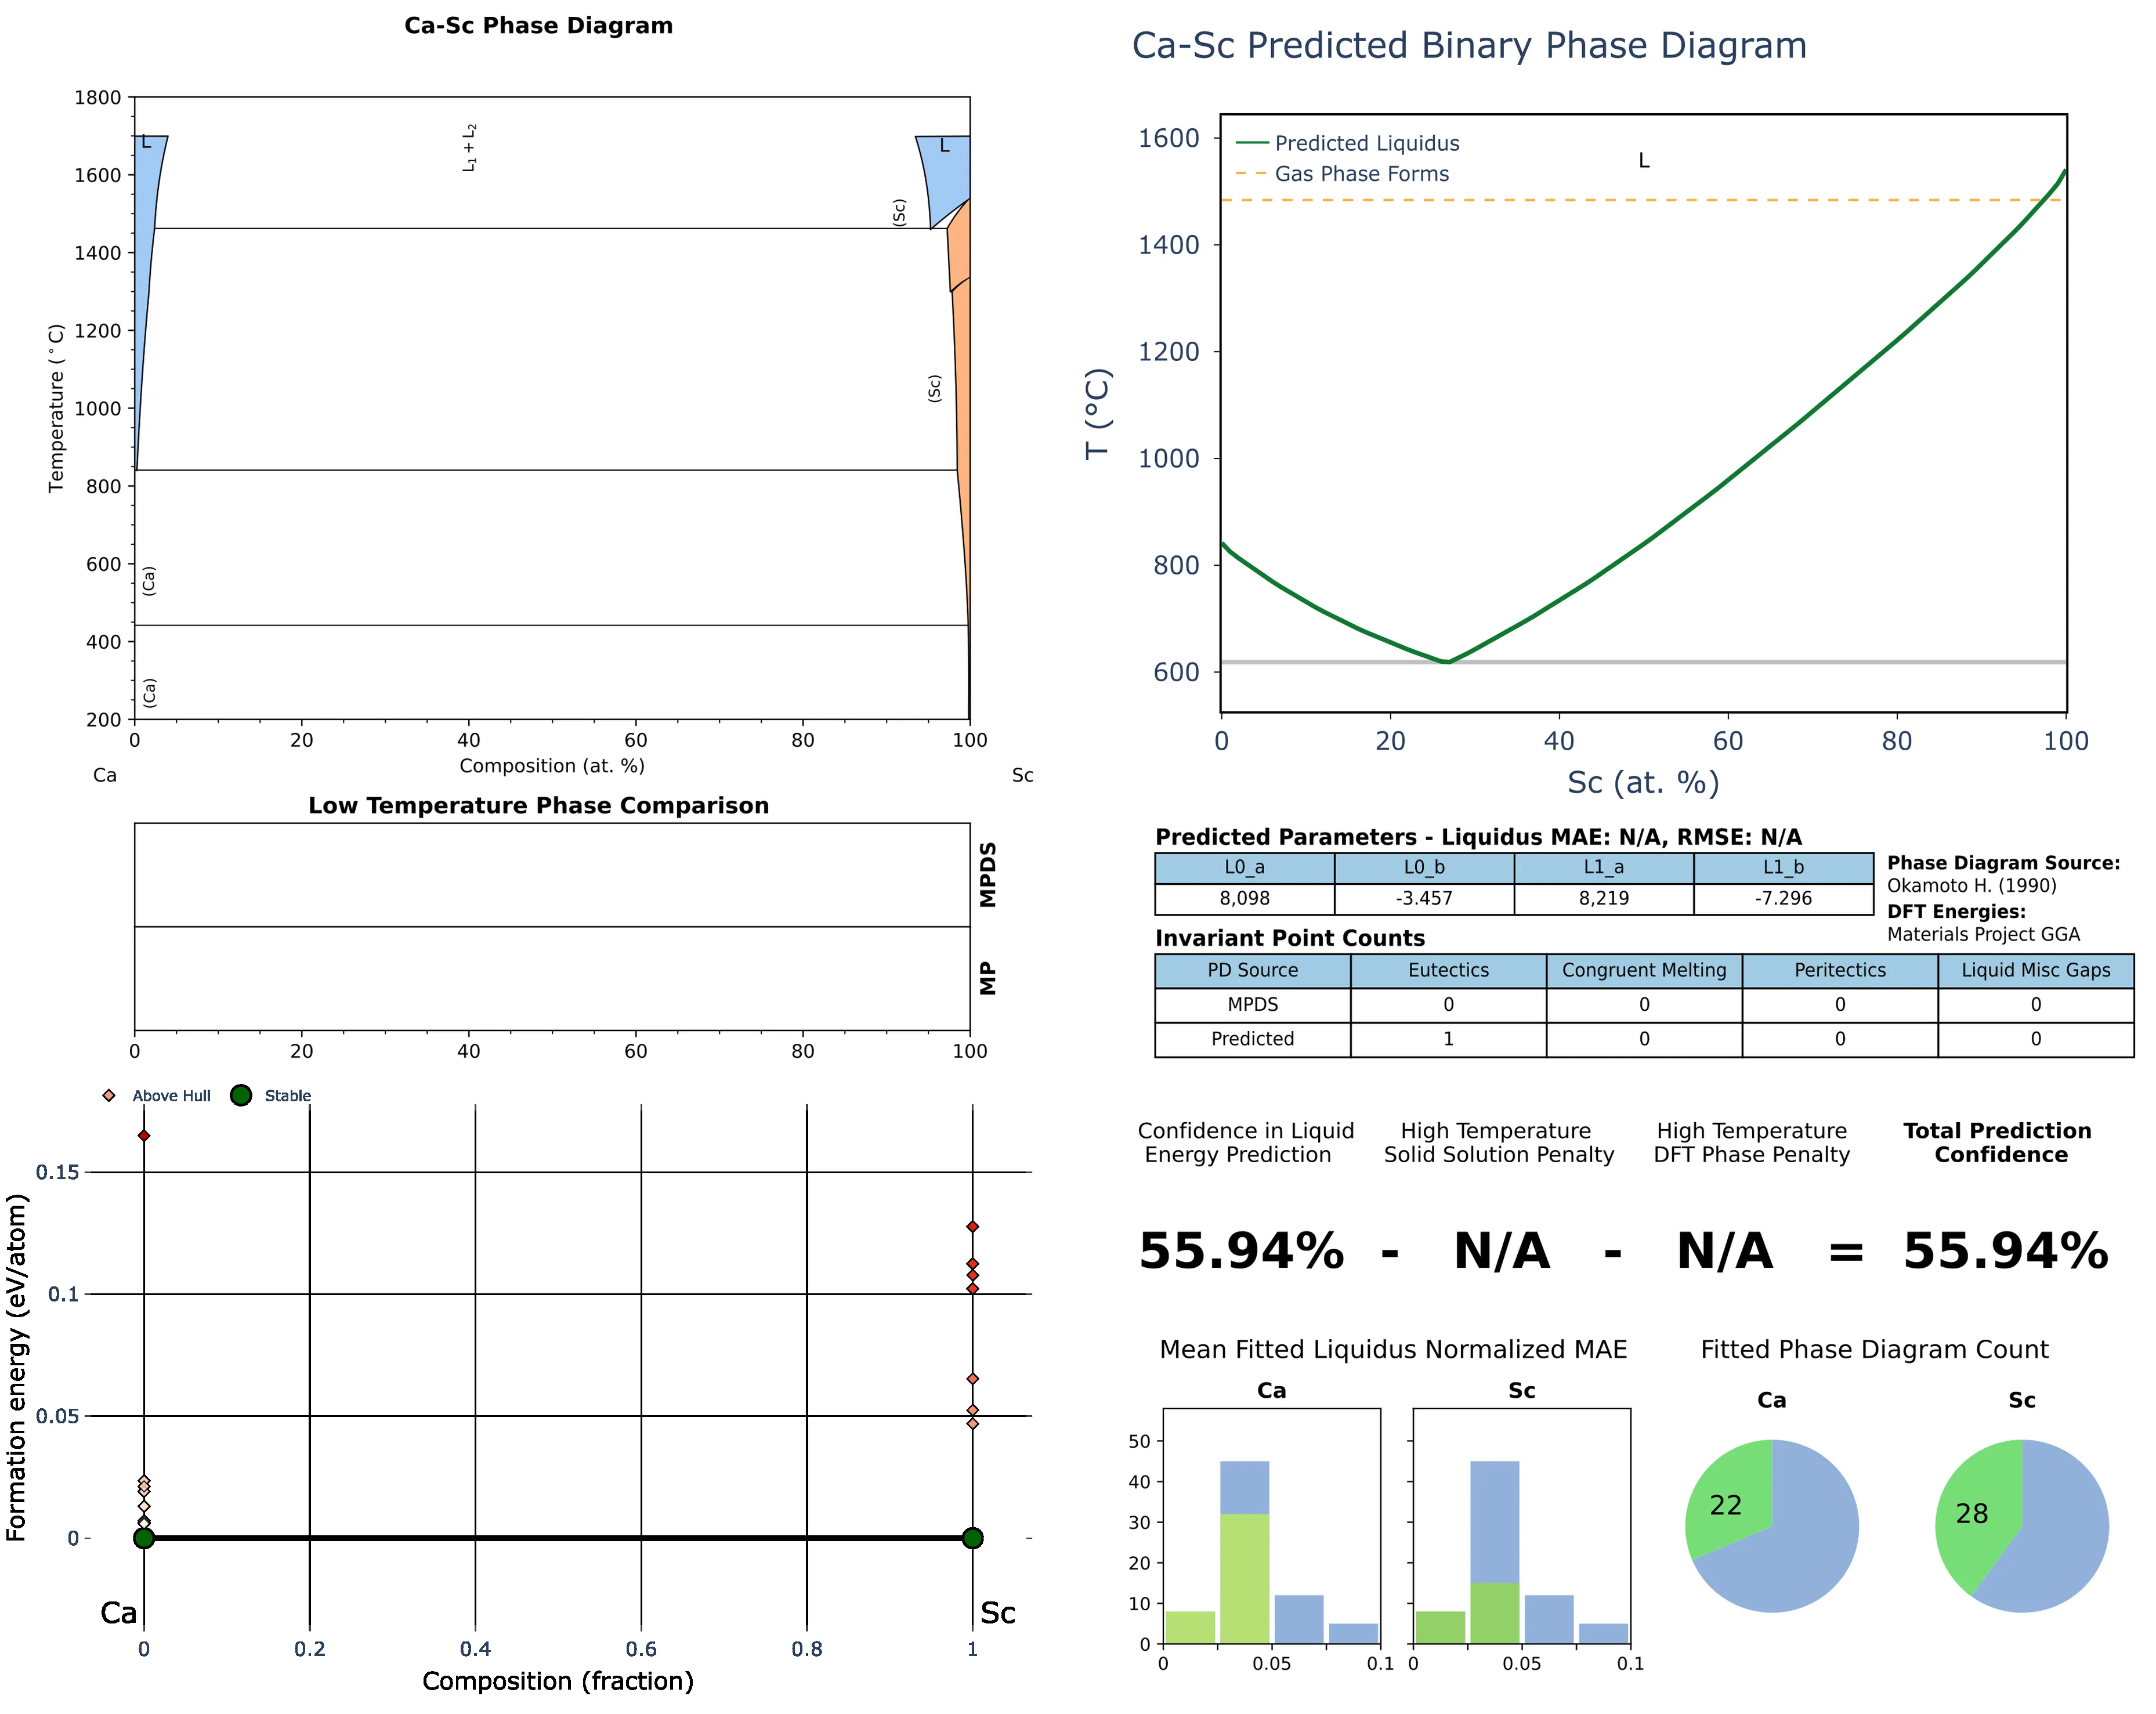 Ca-Sc Phase Diagram
1800
1600
1400
1200
1000
800
600
400
200
Temperature (°C)
L
L1 + L2
L
(Sc)
(Sc)
(Ca)
(Ca)
0 20 40 60 80 100
Composition (at. %)
Ca Sc
Low Temperature Phase Comparison
MPDS
MP
0 20 40 60 80 100
Above Hull Stable
0.15
0.1
0.05
0
Formation energy (eV/atom)
Ca Sc
0 0.2 0.4 0.6 0.8 1
Composition (fraction)
Ca-Sc Predicted Binary Phase Diagram
1600
1400
1200
1000
800
600
T (°C)
Predicted Liquidus
Gas Phase Forms
L
0 20 40 60 80 100
Sc (at. %)
Predicted Parameters - Liquidus MAE: N/A, RMSE: N/A
L0_a L0_b L1_a L1_b
8,098 -3.457 8,219 -7.296
Phase Diagram Source:
Okamoto H. (1990)
DFT Energies:
Materials Project GGA
Invariant Point Counts
PD Source Eutectics Congruent Melting Peritectics Liquid Misc Gaps
MPDS 0 0 0 0
Predicted 1 0 0 0
Confidence in Liquid
Energy Prediction
High Temperature
Solid Solution Penalty
High Temperature
DFT Phase Penalty
Total Prediction
Confidence
55.94% - N/A - N/A = 55.94%
Mean Fitted Liquidus Normalized MAE
Ca Sc
50
40
30
20
10
0
0 0.05 0.1 0 0.05 0.1
Fitted Phase Diagram Count
Ca Sc
22 28